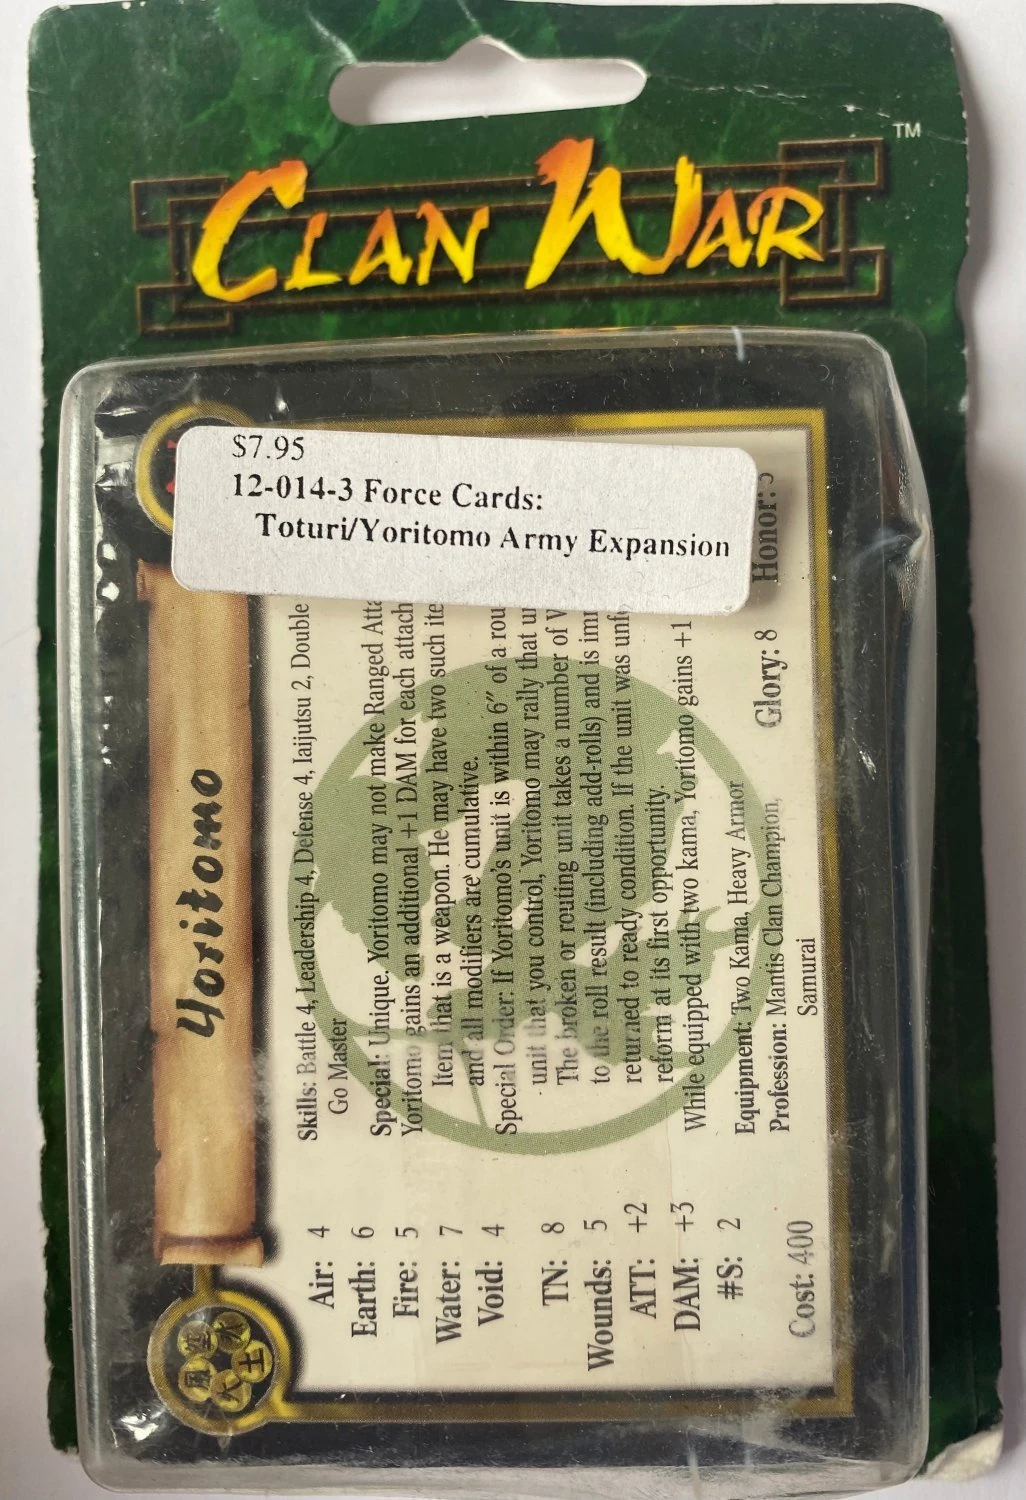 CLAN WAR™
$7.95
12-014-3 Force Cards:
Toturi/Yoritomo Army Expansion
Yoritomo
Air: 4
Earth: 6
Fire: 5
Water: 7
Void: 4
TN: 8
Wounds: 5
ATT: +2
DAM: +3
#S: 2
Cost: 400
Skills: Battle 4, Leadership 4, Defense 4, Iaijutsu 2, Double
Go Master
Special: Unique. Yoritomo may not make Ranged
Yoritomo gains an additional +1 DAM for each
Item that is a weapon. He may have two such
and all modifiers are cumulative.
Special Order: If Yoritomo's unit is within 6" of a
unit that you control, Yoritomo may rally that
The broken or routing unit takes a number of
to the roll result (including add-rolls) and is
returned to ready condition. If the unit was
reform at its first opportunity.
While equipped with two kama, Yoritomo gains +1
Equipment: Two Kama, Heavy Armor
Profession: Mantis Clan Champion,
Samurai
Glory: 8
Honor:
風
水
土
火